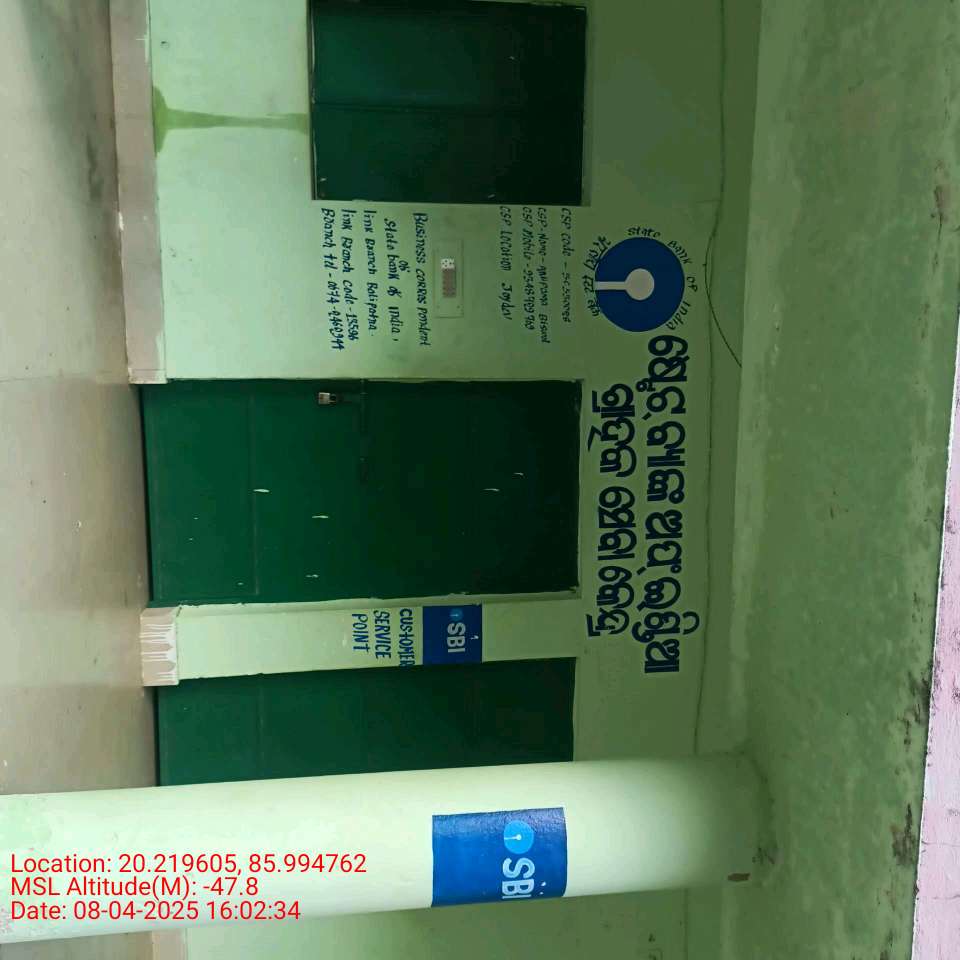 State Bank OF India
ଷ୍ଟେଟ୍ ବ୍ୟାଙ୍କ ଅଫ୍ ଇଣ୍ଡିଆ
ଗ୍ରାହକ ସେବା କେନ୍ଦ୍ର
CSP Code -
CSP-Name-
CSP Mobile -
CSP Location
Business Correspondent
Of
State bank of india,
link Branch Balipatna.
link Branch code-13596
Branch tel -
SBI
CUSTOMER
SERVICE
POINT
SBI
Location: 20.219605, 85.994762
MSL Altitude(M): -47.8
Date: 08-04-2025 16:02:34